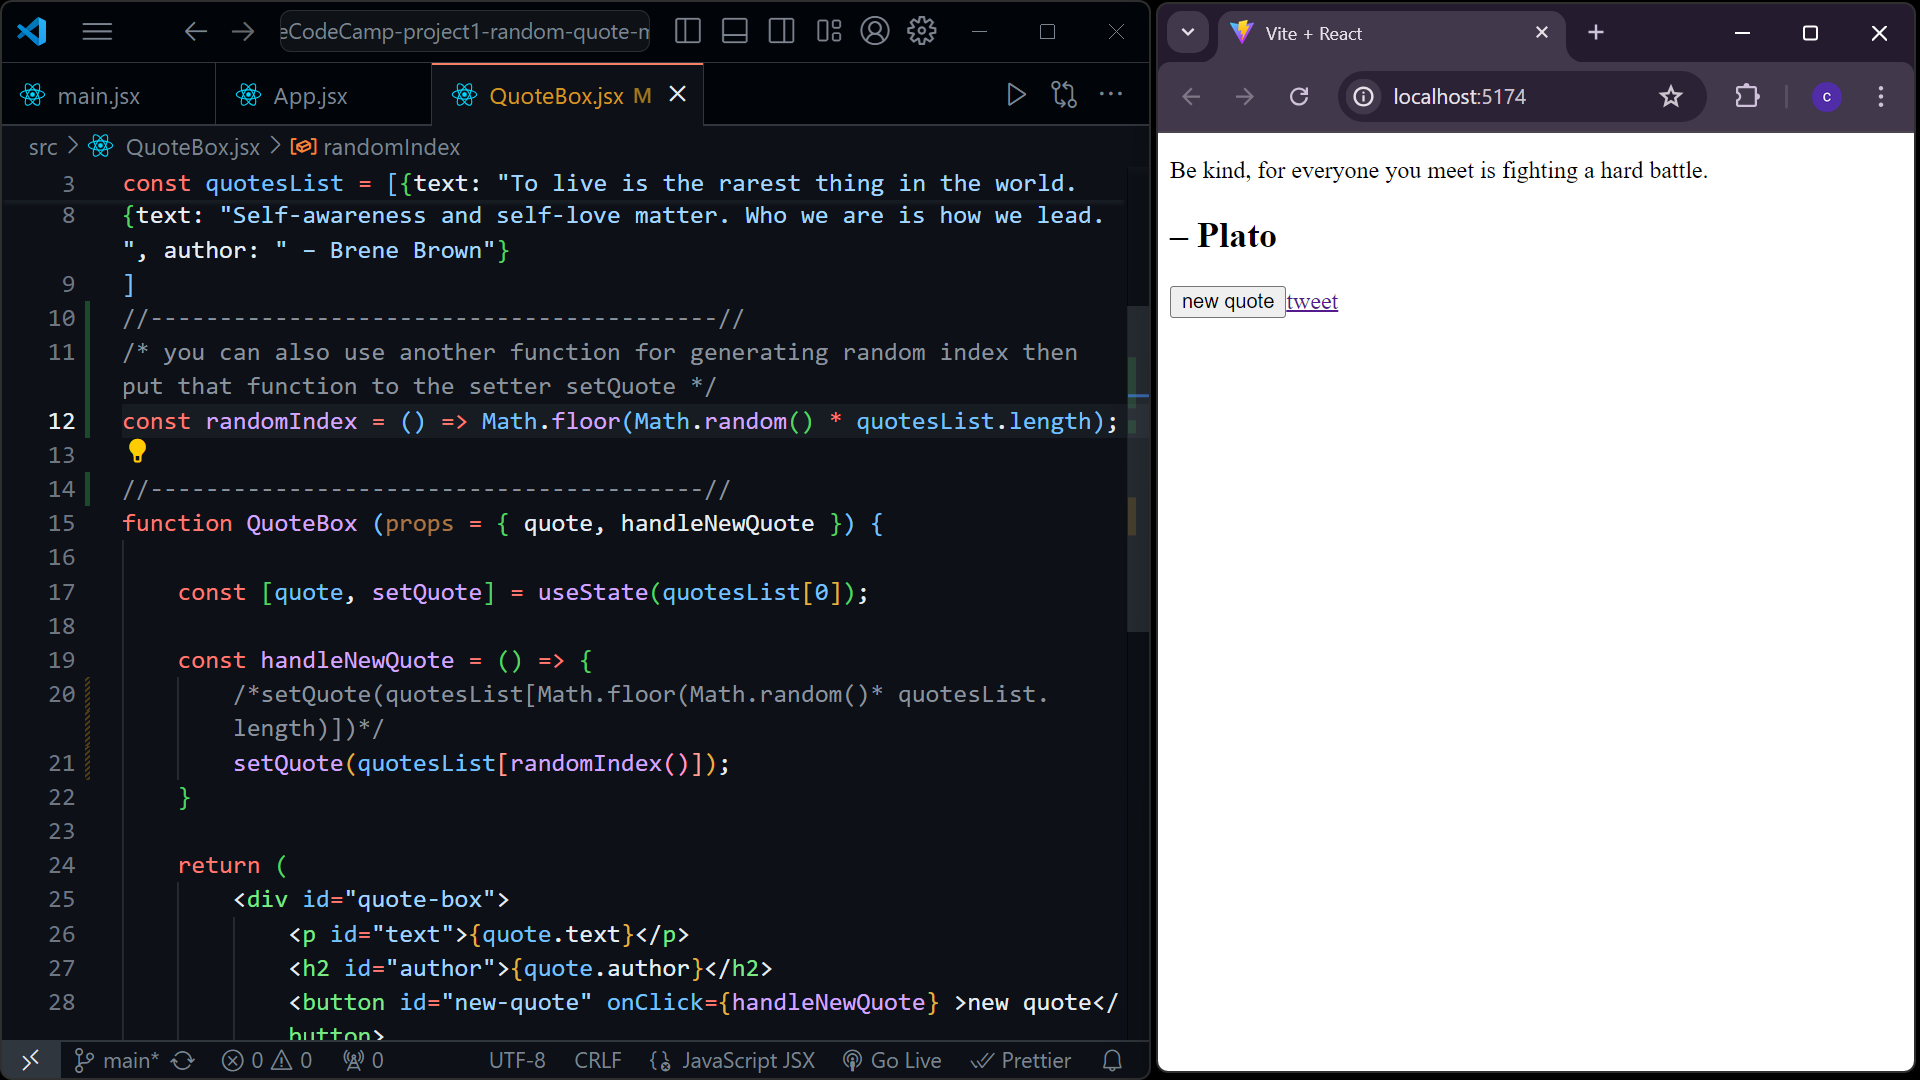 eCodeCamp-project1-random-quote-m
main.jsx
App.jsx
QuoteBox.jsx M
src > QuoteBox.jsx > randomIndex
3 const quotesList = [{text: "To live is the rarest thing in the world.
8 {text: "Self-awareness and self-love matter. Who we are is how we lead.
", author: " – Brene Brown"}
9 ]
10 //-----------------------------------------//
11 /* you can also use another function for generating random index then
put that function to the setter setQuote */
12 const randomIndex = () => Math.floor(Math.random() * quotesList.length);
13
14 //----------------------------------------//
15 function QuoteBox (props = { quote, handleNewQuote }) {
16
17 const [quote, setQuote] = useState(quotesList[0]);
18
19 const handleNewQuote = () => {
20 /*setQuote(quotesList[Math.floor(Math.random()* quotesList.
length)])*/
21 setQuote(quotesList[randomIndex()]);
22 }
23
24 return (
25 <div id="quote-box">
26 <p id="text">{quote.text}</p>
27 <h2 id="author">{quote.author}</h2>
28 <button id="new-quote" onClick={handleNewQuote} >new quote</
button>
main* 0 0 0 UTF-8 CRLF JavaScript JSX Go Live Prettier
Vite + React
localhost:5174
c
Be kind, for everyone you meet is fighting a hard battle.
– Plato
new quote tweet